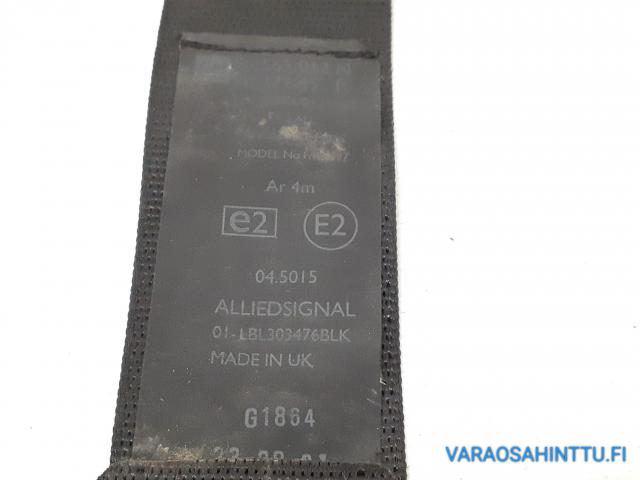 MODEL No
Ar 4m
e2 E2
04.5015
ALLIEDSIGNAL
01-LBL303476BLK
MADE IN UK
G1864
VARAOSAHINTTU.FI